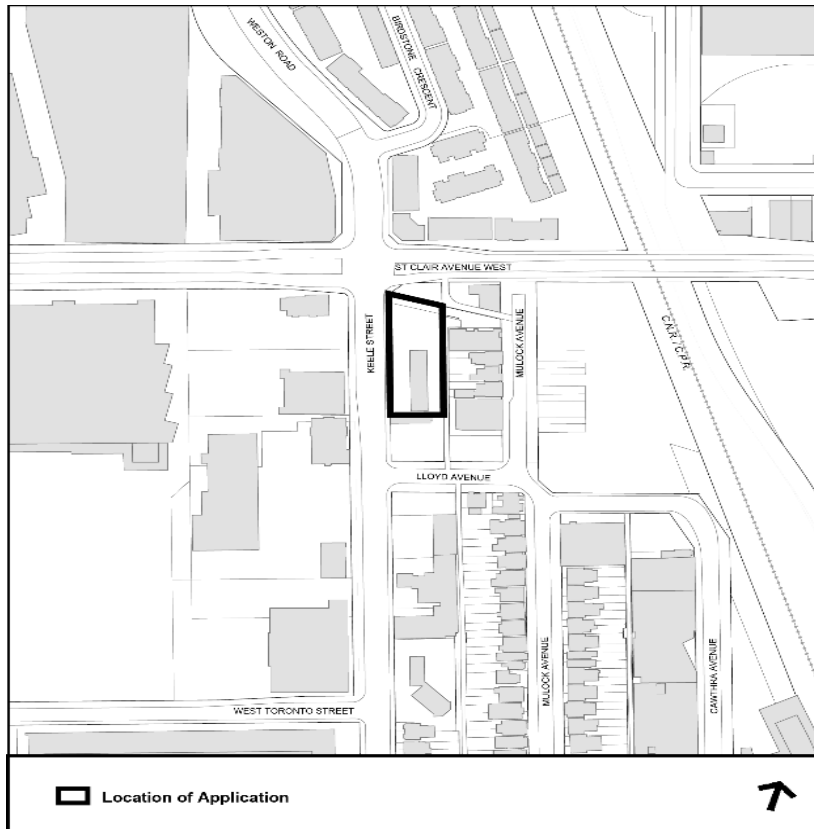 WESTON ROAD
BIRDSTONE CRESCENT
ST CLAIR AVENUE WEST
KEELE STREET
MULOCK AVENUE
C.N.R. / C.P.R.
LLOYD AVENUE
MULOCK AVENUE
CAWTHRA AVENUE
WEST TORONTO STREET
Location of Application